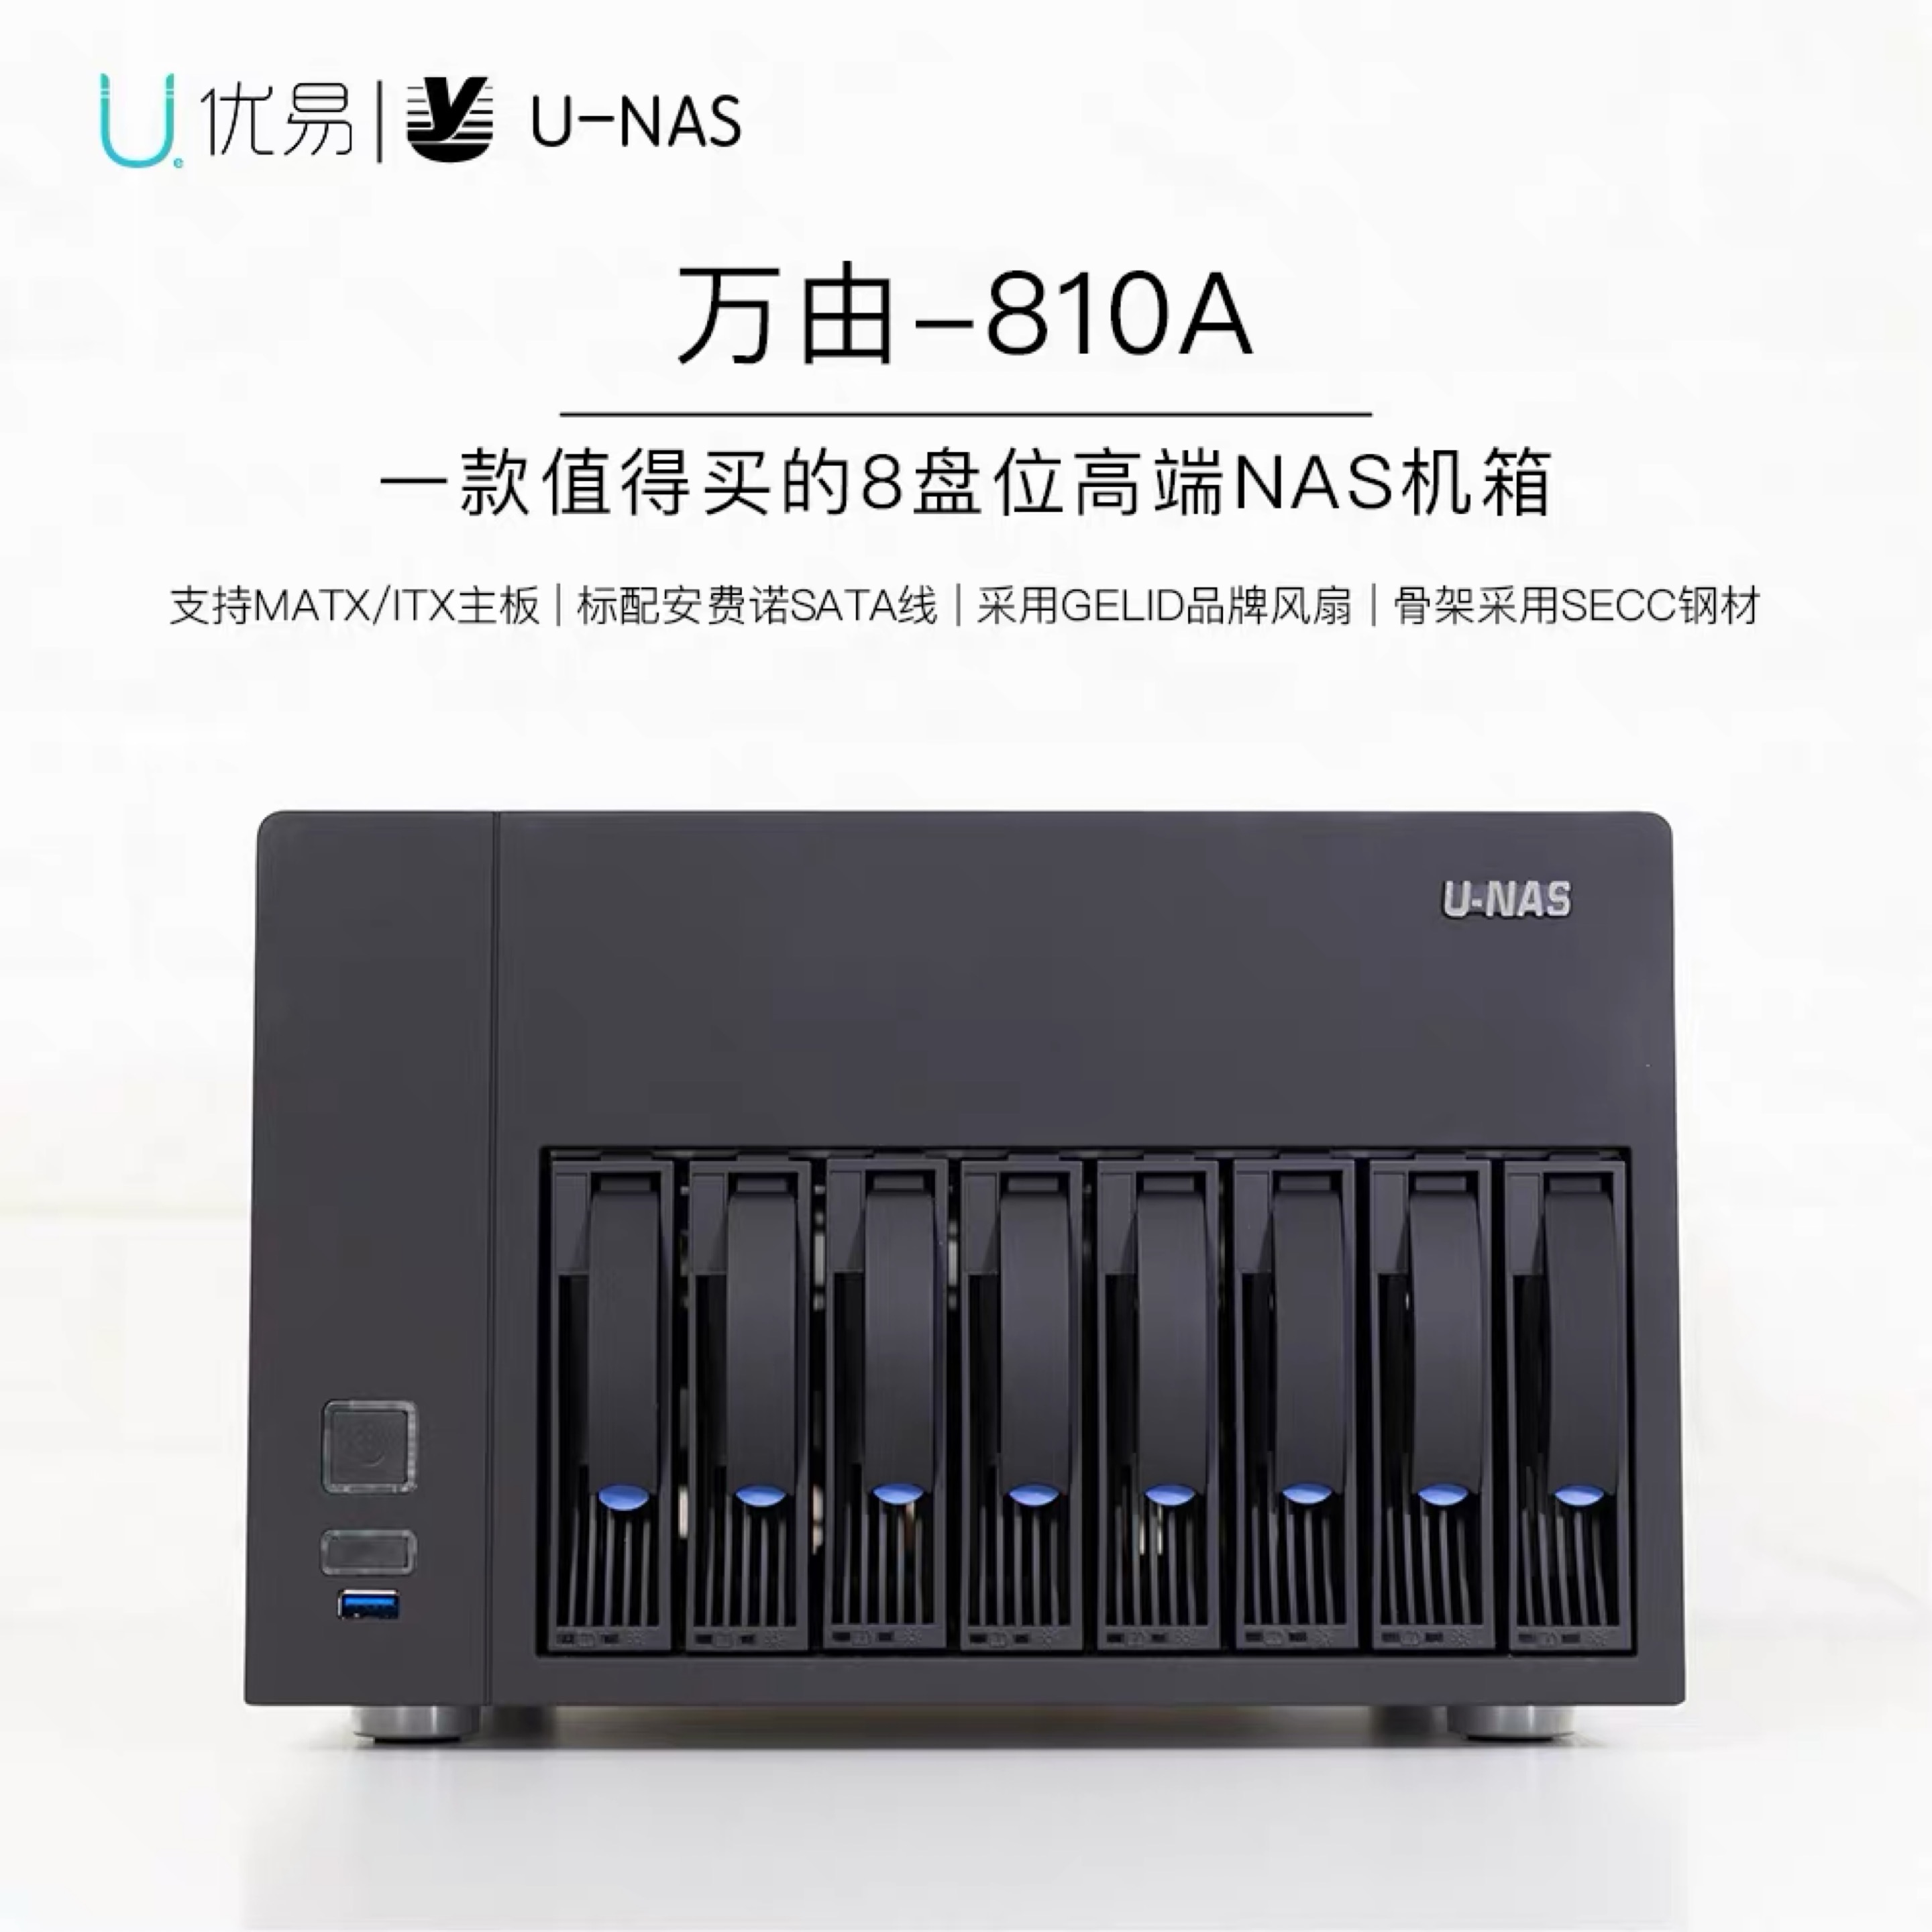 Ue 优易 | U-NAS
万由-810A
一款值得买的8盘位高端NAS机箱
支持MATX/ITX主板 | 标配安费诺SATA线 | 采用GELID品牌风扇 | 骨架采用SECC钢材
U-NAS